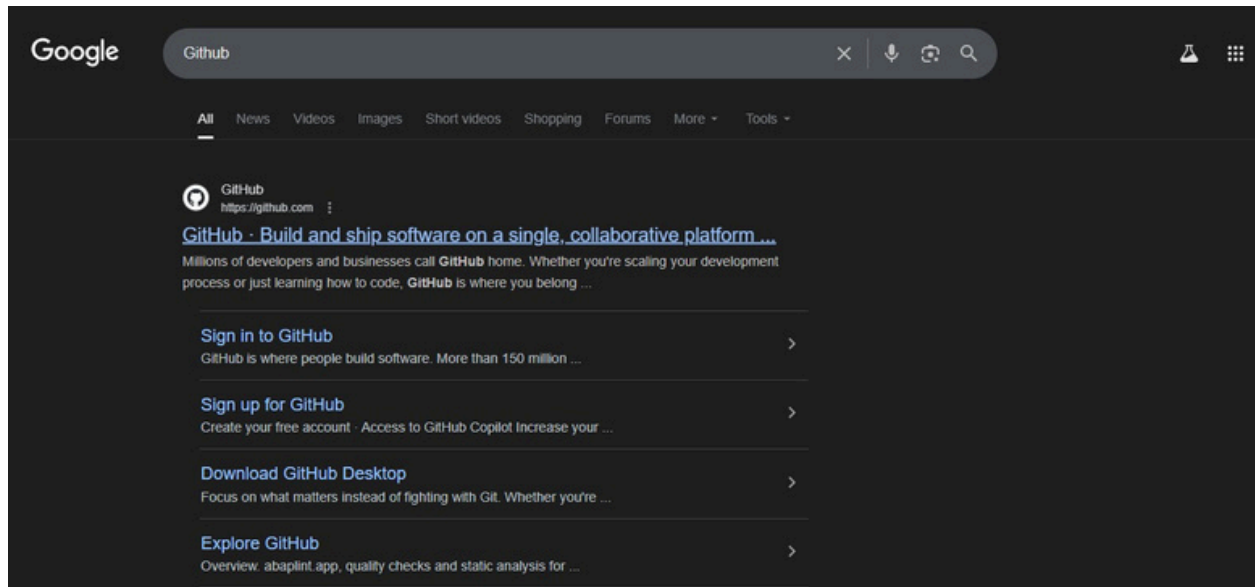 Google
Github
All News Videos Images Short videos Shopping Forums More Tools
GitHub
https://github.com
GitHub · Build and ship software on a single, collaborative platform ...
Millions of developers and businesses call GitHub home. Whether you're scaling your development
process or just learning how to code, GitHub is where you belong ...
Sign in to GitHub
GitHub is where people build software. More than 150 million ...
Sign up for GitHub
Create your free account · Access to GitHub Copilot Increase your ...
Download GitHub Desktop
Focus on what matters instead of fighting with Git. Whether you're ...
Explore GitHub
Overview. abaplint.app, quality checks and static analysis for ...